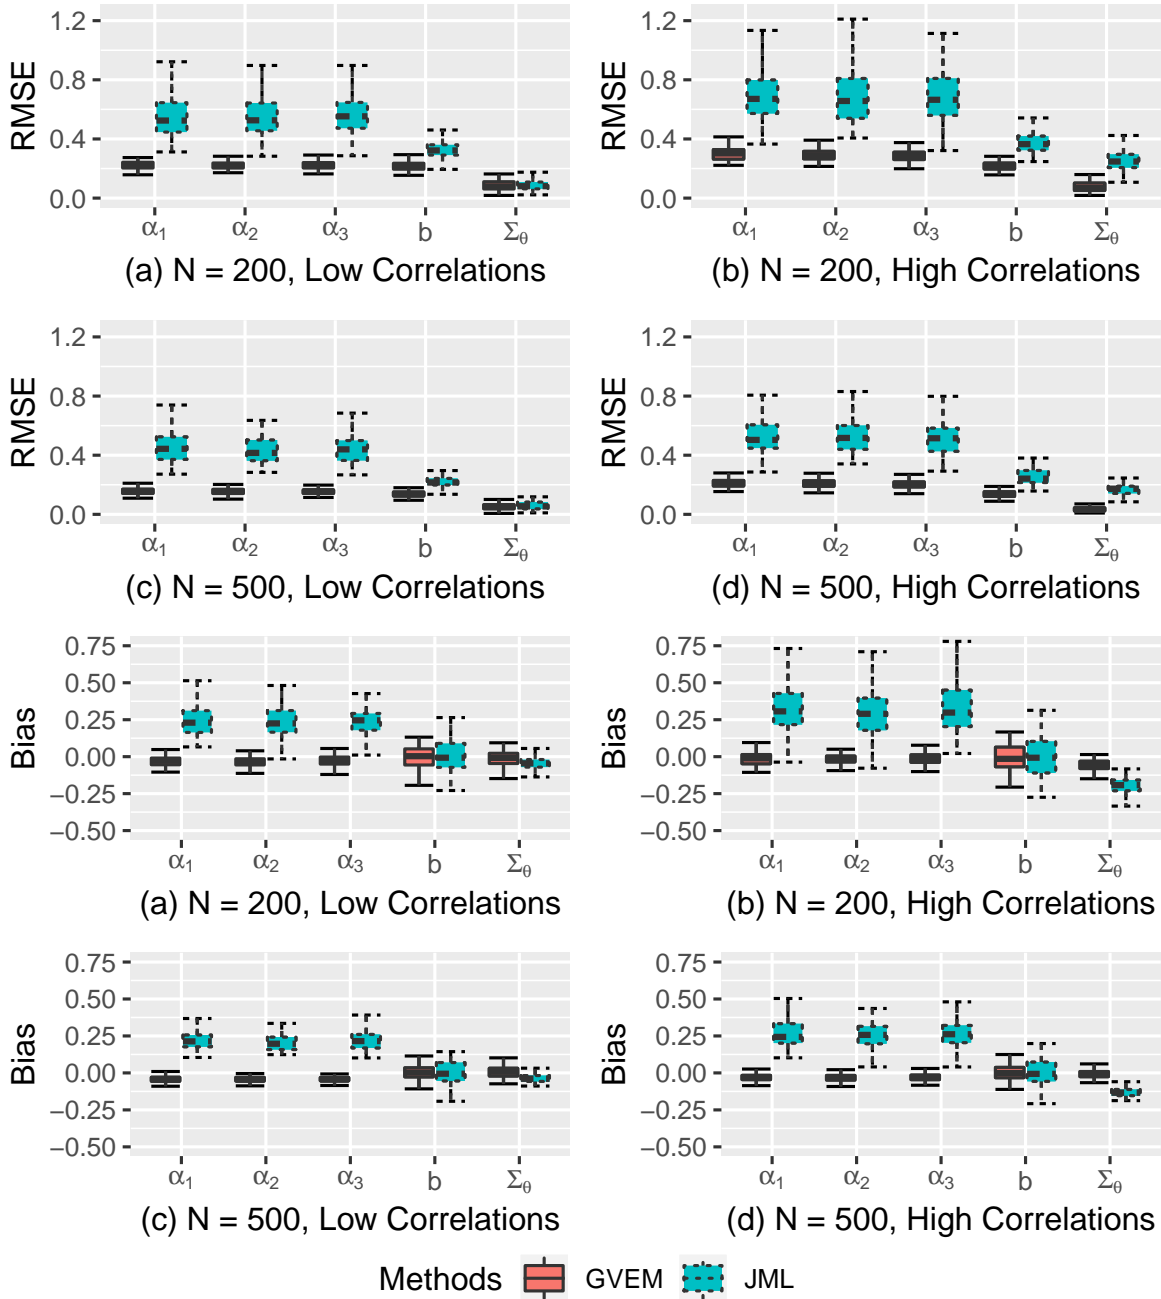 RMSE
1.2
0.8
0.4
0.0
α1 α2 α3 b Σθ
(a) N = 200, Low Correlations
RMSE
1.2
0.8
0.4
0.0
α1 α2 α3 b Σθ
(b) N = 200, High Correlations
RMSE
1.2
0.8
0.4
0.0
α1 α2 α3 b Σθ
(c) N = 500, Low Correlations
RMSE
1.2
0.8
0.4
0.0
α1 α2 α3 b Σθ
(d) N = 500, High Correlations
Bias
0.75
0.50
0.25
0.00
−0.25
−0.50
α1 α2 α3 b Σθ
(a) N = 200, Low Correlations
Bias
0.75
0.50
0.25
0.00
−0.25
−0.50
α1 α2 α3 b Σθ
(b) N = 200, High Correlations
Bias
0.75
0.50
0.25
0.00
−0.25
−0.50
α1 α2 α3 b Σθ
(c) N = 500, Low Correlations
Bias
0.75
0.50
0.25
0.00
−0.25
−0.50
α1 α2 α3 b Σθ
(d) N = 500, High Correlations
Methods GVEM JML